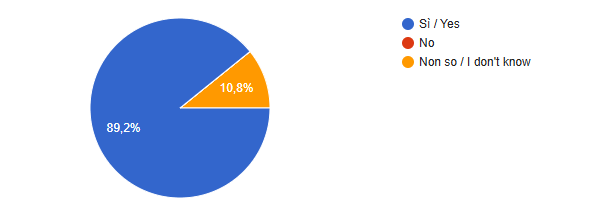 Sì / Yes
No
Non so / I don't know
10,8%
89,2%